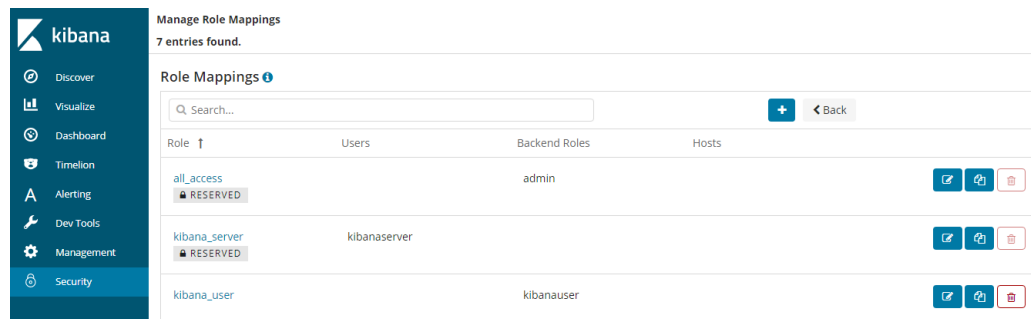 kibana
Discover
Visualize
Dashboard
Timelion
Alerting
Dev Tools
Management
Security
Manage Role Mappings
7 entries found.
Role Mappings
Search...
Back
Role Users Backend Roles Hosts
all_access admin
RESERVED
kibana_server kibanaserver
RESERVED
kibana_user kibanauser